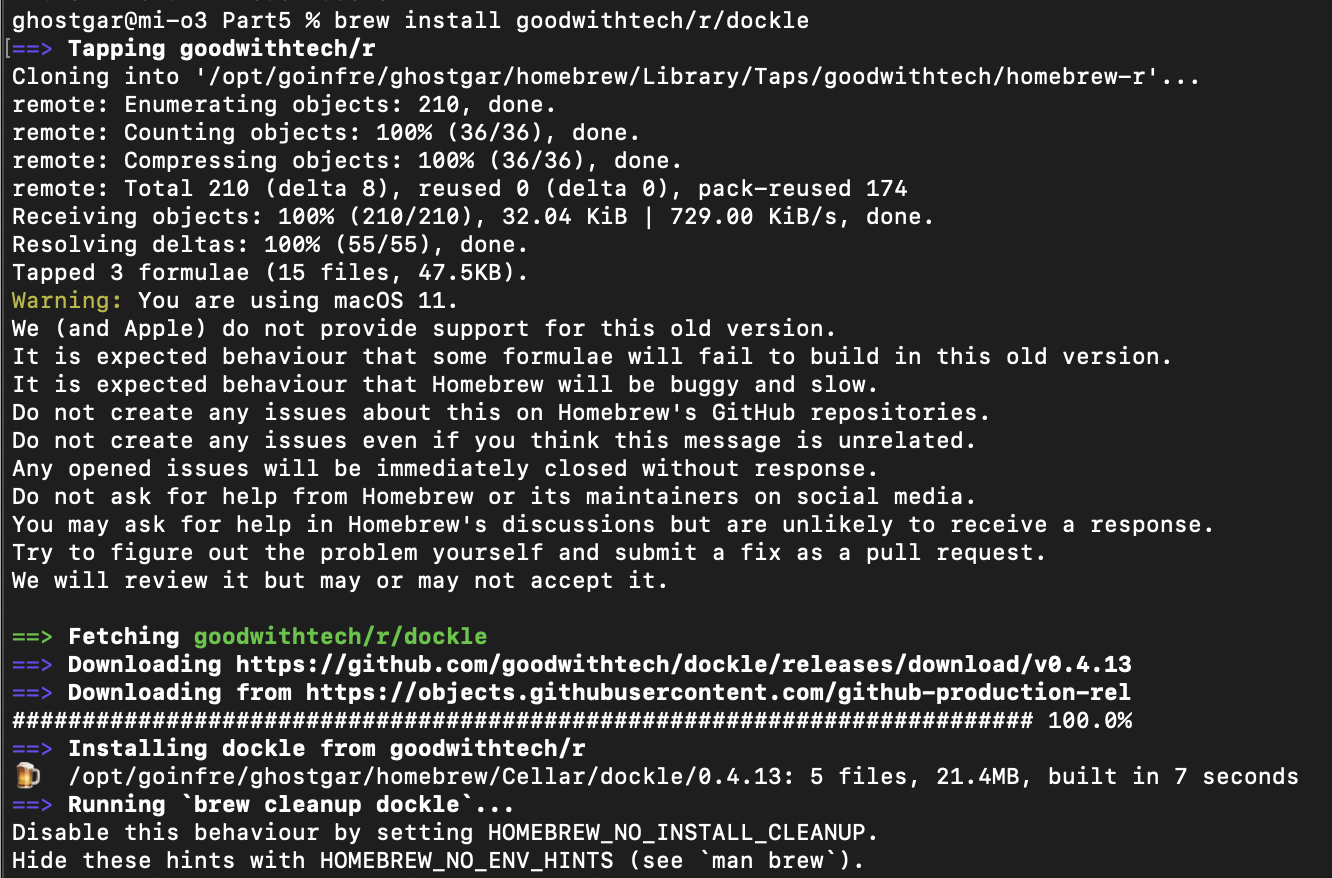 ghostgar@mi-o3 Part5 % brew install goodwithtech/r/dockle
[==> Tapping goodwithtech/r
Cloning into '/opt/goinfre/ghostgar/homebrew/Library/Taps/goodwithtech/homebrew-r'...
remote: Enumerating objects: 210, done.
remote: Counting objects: 100% (36/36), done.
remote: Compressing objects: 100% (36/36), done.
remote: Total 210 (delta 8), reused 0 (delta 0), pack-reused 174
Receiving objects: 100% (210/210), 32.04 KiB | 729.00 KiB/s, done.
Resolving deltas: 100% (55/55), done.
Tapped 3 formulae (15 files, 47.5KB).
Warning: You are using macOS 11.
We (and Apple) do not provide support for this old version.
It is expected behaviour that some formulae will fail to build in this old version.
It is expected behaviour that Homebrew will be buggy and slow.
Do not create any issues about this on Homebrew's GitHub repositories.
Do not create any issues even if you think this message is unrelated.
Any opened issues will be immediately closed without response.
Do not ask for help from Homebrew or its maintainers on social media.
You may ask for help in Homebrew's discussions but are unlikely to receive a response.
Try to figure out the problem yourself and submit a fix as a pull request.
We will review it but may or may not accept it.
==> Fetching goodwithtech/r/dockle
==> Downloading https://github.com/goodwithtech/dockle/releases/download/v0.4.13
==> Downloading from https://objects.githubusercontent.com/github-production-rel
######################################################################### 100.0%
==> Installing dockle from goodwithtech/r
🍺 /opt/goinfre/ghostgar/homebrew/Cellar/dockle/0.4.13: 5 files, 21.4MB, built in 7 seconds
==> Running `brew cleanup dockle`...
Disable this behaviour by setting HOMEBREW_NO_INSTALL_CLEANUP.
Hide these hints with HOMEBREW_NO_ENV_HINTS (see `man brew`).